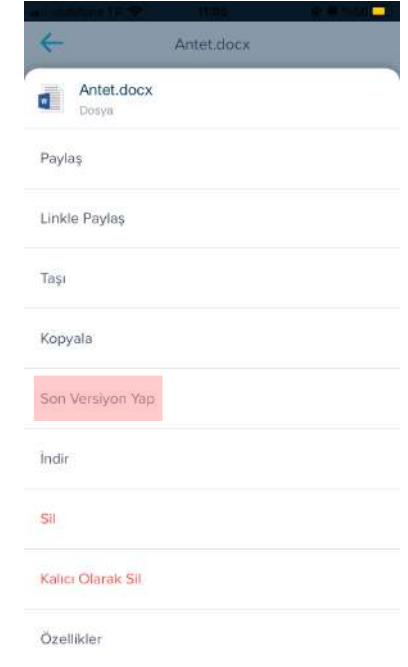 Antet.docx
Antet.docx
Dosya
Paylaş
Linkle Paylaş
Taşı
Kopyala
Son Versiyon Yap
İndir
Sil
Kalıcı Olarak Sil
Özellikler